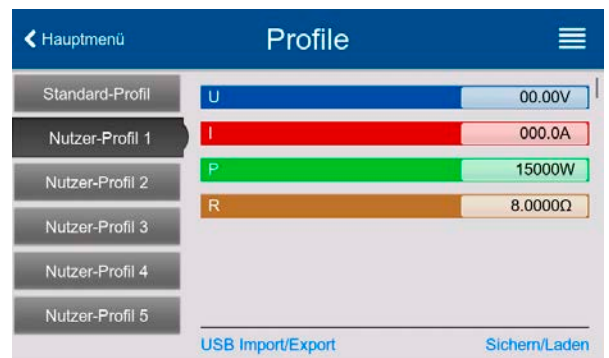 Hauptmenü
Profile
Standard-Profil
Nutzer-Profil 1
Nutzer-Profil 2
Nutzer-Profil 3
Nutzer-Profil 4
Nutzer-Profil 5
U 00.00V
I 000.0A
P 15000W
R 8.0000Ω
USB Import/Export
Sichern/Laden